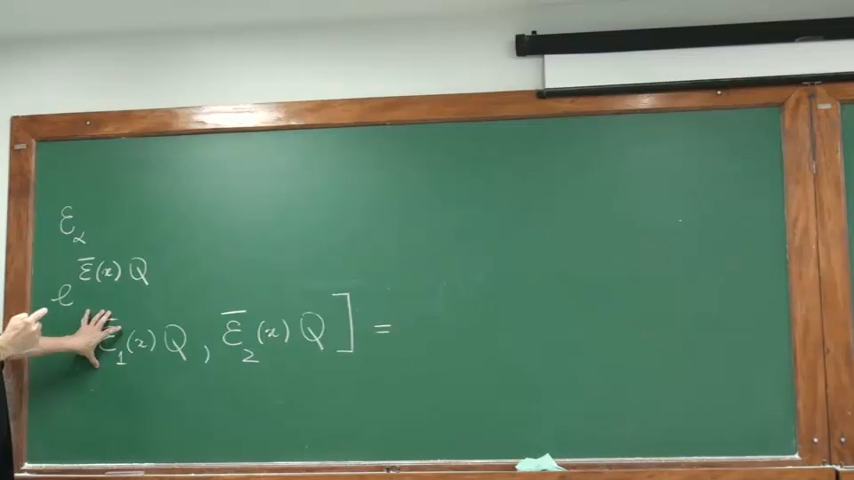 ε_α
e^{ε̄(x) Q}
ε̄_1(x) Q, ε̄_2(x) Q ] =